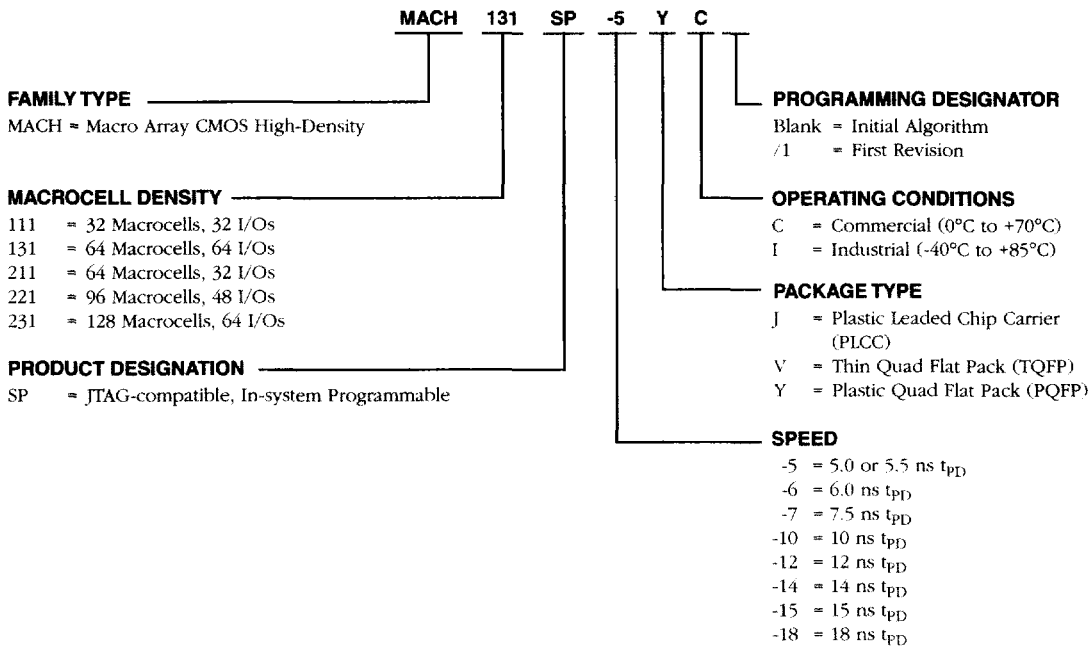 MACH 131 SP -5 Y C
FAMILY TYPE
MACH = Macro Array CMOS High-Density
MACROCELL DENSITY
111 = 32 Macrocells, 32 I/Os
131 = 64 Macrocells, 64 I/Os
211 = 64 Macrocells, 32 I/Os
221 = 96 Macrocells, 48 I/Os
231 = 128 Macrocells, 64 I/Os
PRODUCT DESIGNATION
SP = JTAG-compatible, In-system Programmable
PROGRAMMING DESIGNATOR
Blank = Initial Algorithm
/1 = First Revision
OPERATING CONDITIONS
C = Commercial (0°C to +70°C)
I = Industrial (-40°C to +85°C)
PACKAGE TYPE
J = Plastic Leaded Chip Carrier
(PLCC)
V = Thin Quad Flat Pack (TQFP)
Y = Plastic Quad Flat Pack (PQFP)
SPEED
-5 = 5.0 or 5.5 ns tPD
-6 = 6.0 ns tPD
-7 = 7.5 ns tPD
-10 = 10 ns tPD
-12 = 12 ns tPD
-14 = 14 ns tPD
-15 = 15 ns tPD
-18 = 18 ns tPD